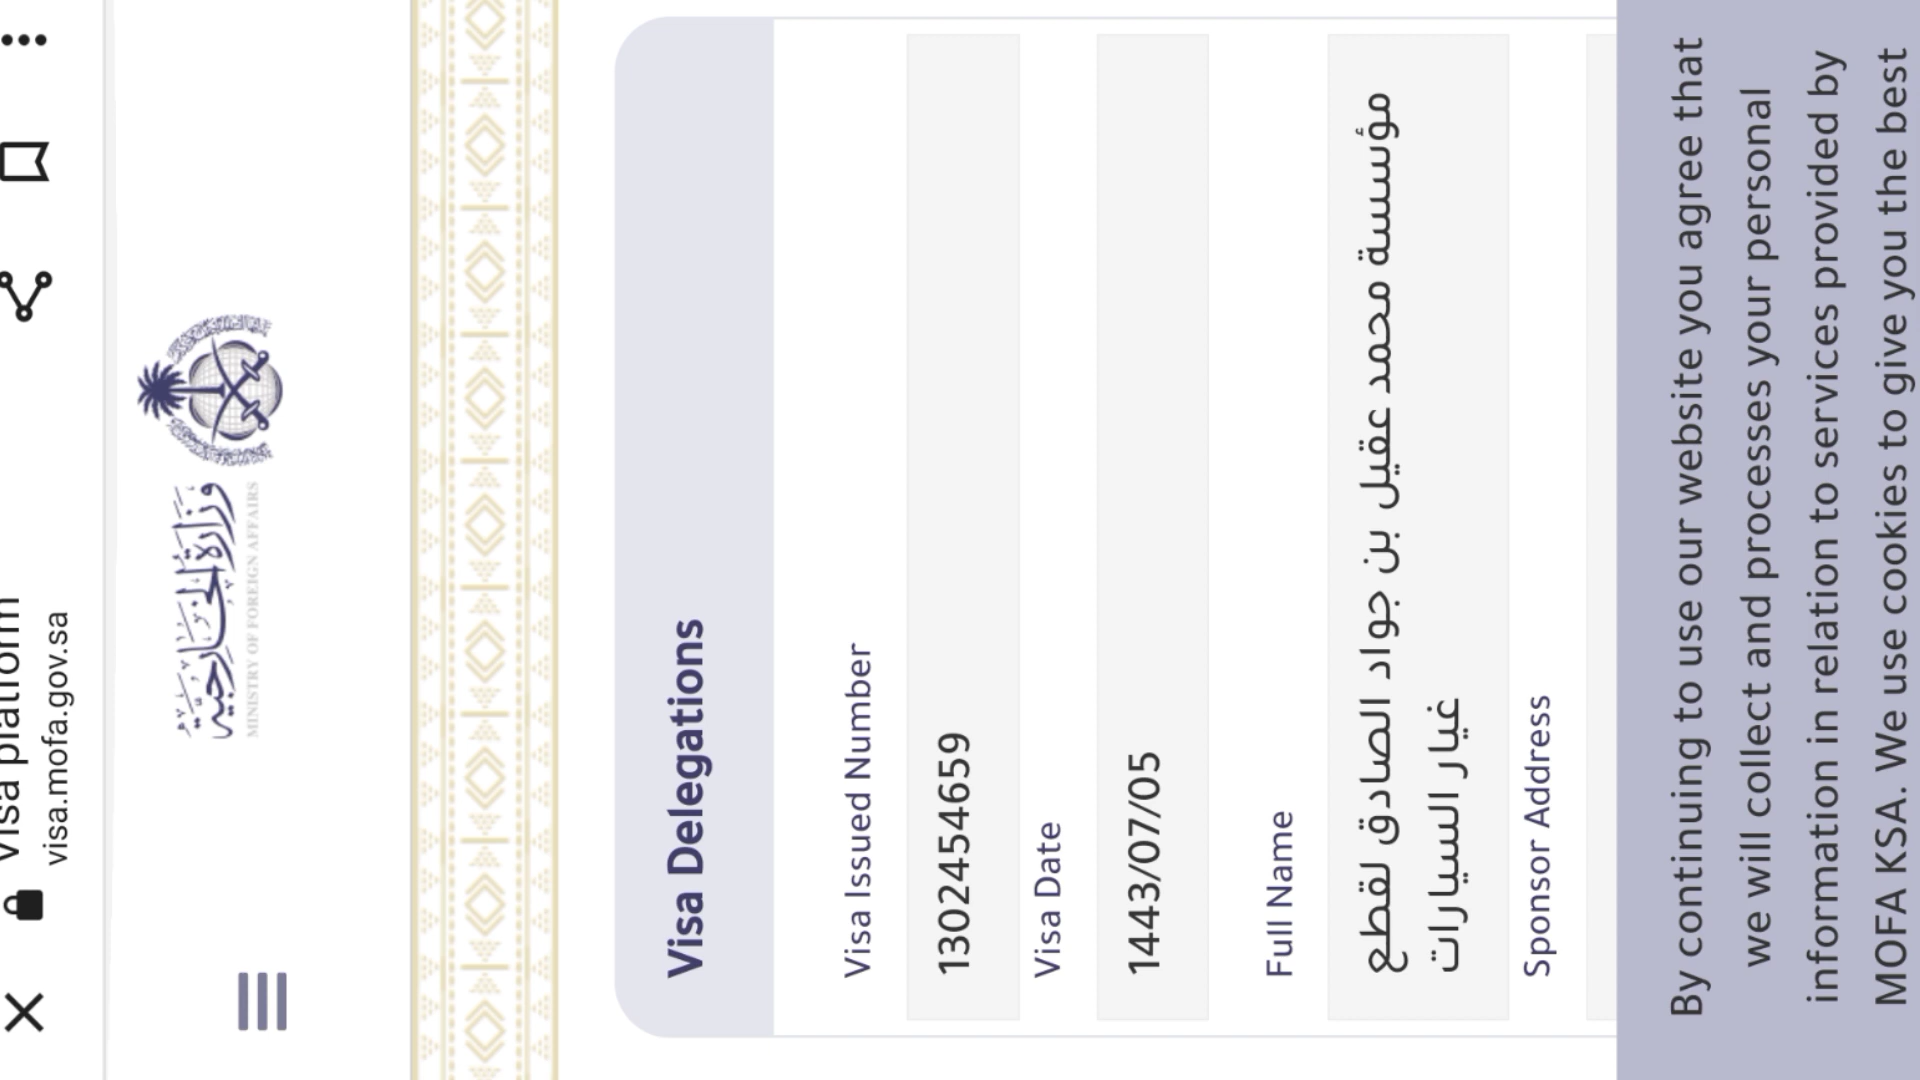 Visa platform
visa.mofa.gov.sa
وزارة الخارجية
MINISTRY OF FOREIGN AFFAIRS
Visa Delegations
Visa Issued Number
1302454659
Visa Date
1443/07/05
Full Name
مؤسسة محمد عقيل بن جواد الصادق لقطع
غيار السيارات
Sponsor Address
By continuing to use our website you agree that
we will collect and processes your personal
information in relation to services provided by
MOFA KSA. We use cookies to give you the best